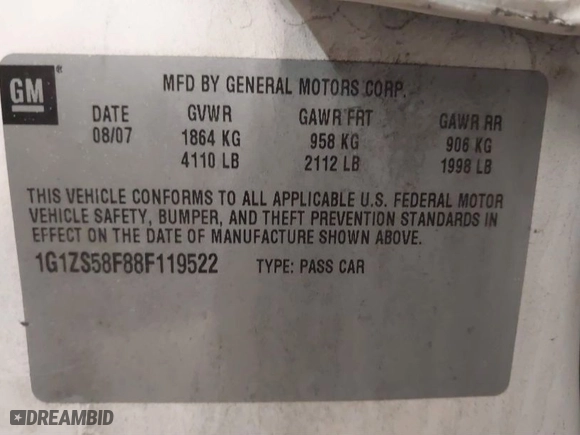 GM ®
MFD BY GENERAL MOTORS CORP.
DATE GVWR GAWR FRT GAWR RR
08/07 1864 KG 958 KG 906 KG
4110 LB 2112 LB 1998 LB
THIS VEHICLE CONFORMS TO ALL APPLICABLE U.S. FEDERAL MOTOR
VEHICLE SAFETY, BUMPER, AND THEFT PREVENTION STANDARDS IN
EFFECT ON THE DATE OF MANUFACTURE SHOWN ABOVE.
1G1ZS58F88F119522 TYPE: PASS CAR
DREAMBID